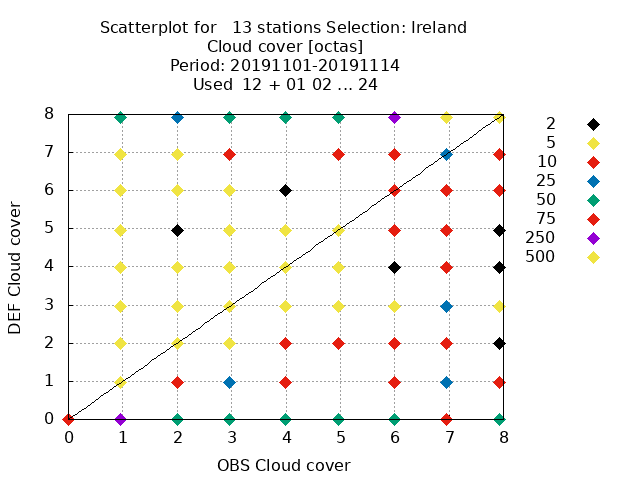 Scatterplot for   13 stations Selection: Ireland
Cloud cover [octas]
Period: 20191101-20191114
Used  12 + 01 02 ... 24
8
7
6
5
4
3
2
1
0
DEF Cloud cover
0 1 2 3 4 5 6 7 8
OBS Cloud cover
2
5
10
25
50
75
250
500